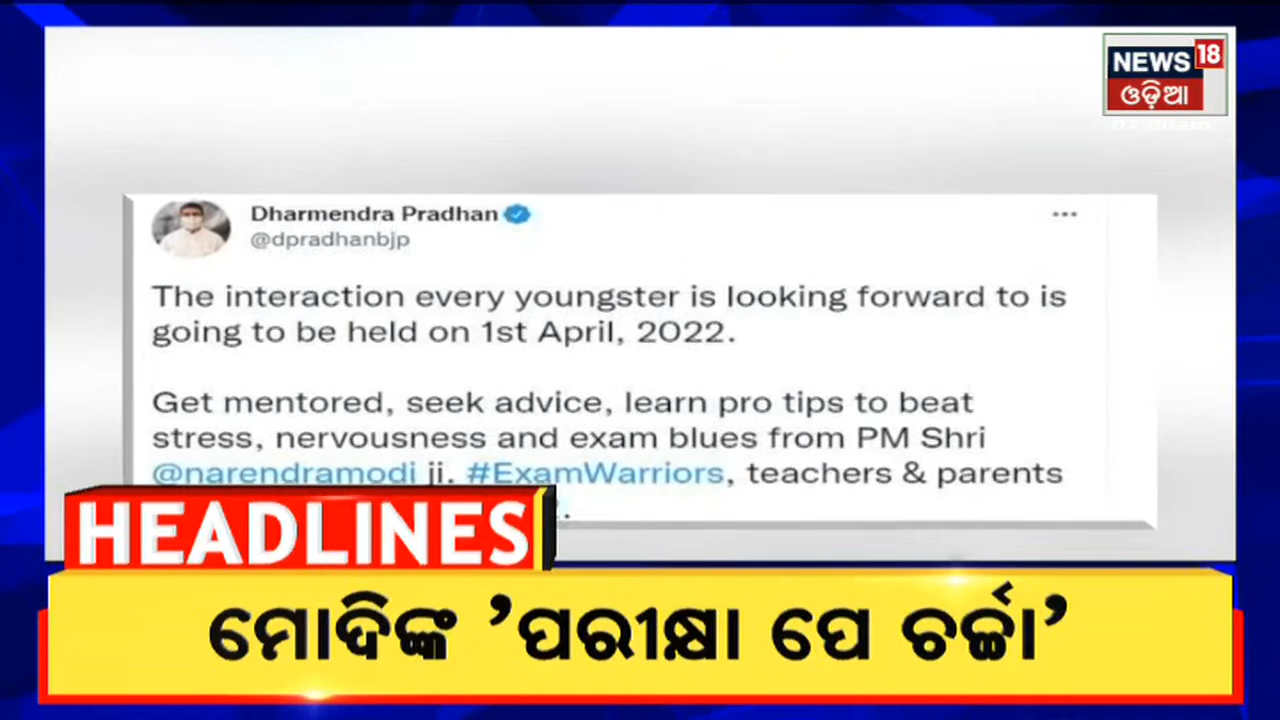 NEWS 18
ଓଡ଼ିଆ
Dharmendra Pradhan
@dpradhanbjp
The interaction every youngster is looking forward to is
going to be held on 1st April, 2022.
Get mentored, seek advice, learn pro tips to beat
stress, nervousness and exam blues from PM Shri
@narendramodi ji. #ExamWarriors, teachers & parents
HEADLINES
ମୋଦିଙ୍କ ’ପରୀକ୍ଷା ପେ ଚର୍ଚ୍ଚା’